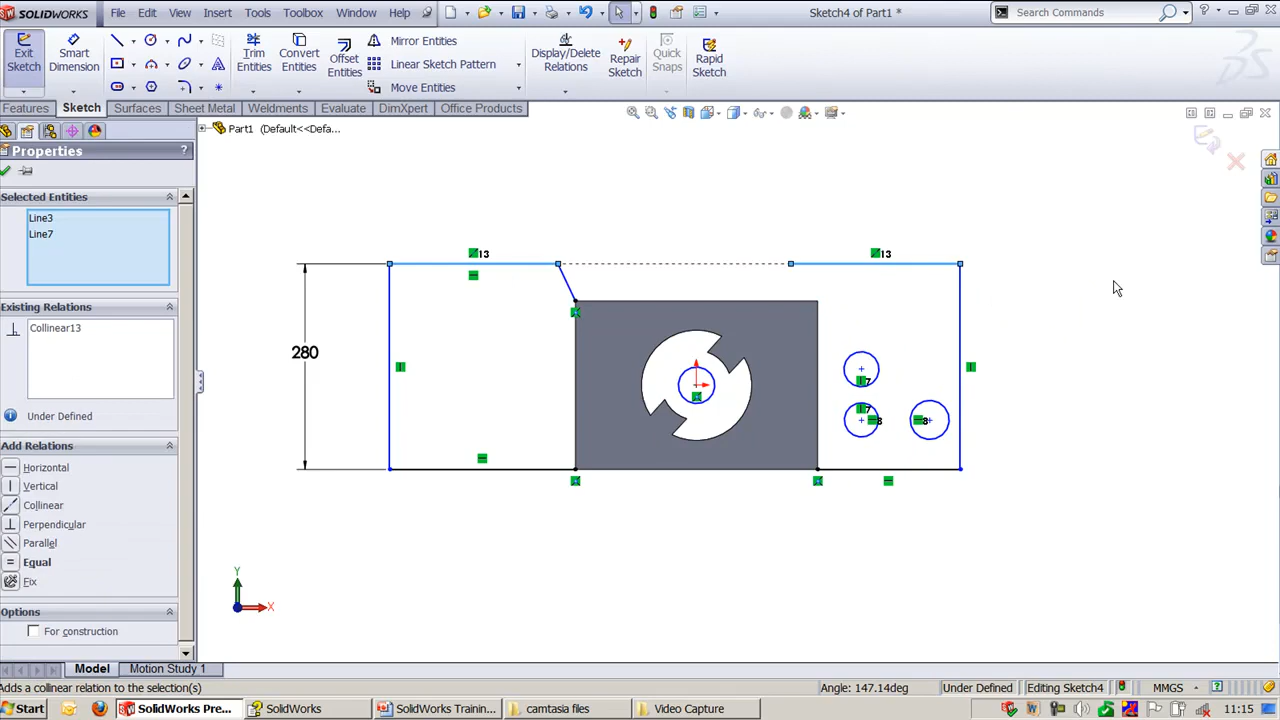 SOLIDWORKS File Edit View Insert Tools Toolbox Window Help Sketch4 of Part1 * Search Commands
Exit Sketch Smart Dimension Trim Entities Convert Entities Offset Entities Mirror Entities Linear Sketch Pattern Move Entities Display/Delete Relations Repair Sketch Quick Snaps Rapid Sketch
Features Sketch Surfaces Sheet Metal Weldments Evaluate DimXpert Office Products
Part1 (Default<<Defa...
Properties ?
Selected Entities
Line3
Line7
Existing Relations
Collinear13
Under Defined
Add Relations
Horizontal
Vertical
Collinear
Perpendicular
Parallel
Equal
Fix
Options
For construction
13 13
280
7
7
8 8
Y
X
Model Motion Study 1
Adds a collinear relation to the selection(s) Angle: 147.14deg Under Defined Editing Sketch4 MMGS
Start SolidWorks Pre... SolidWorks SolidWorks Trainin... camtasia files Video Capture 11:15